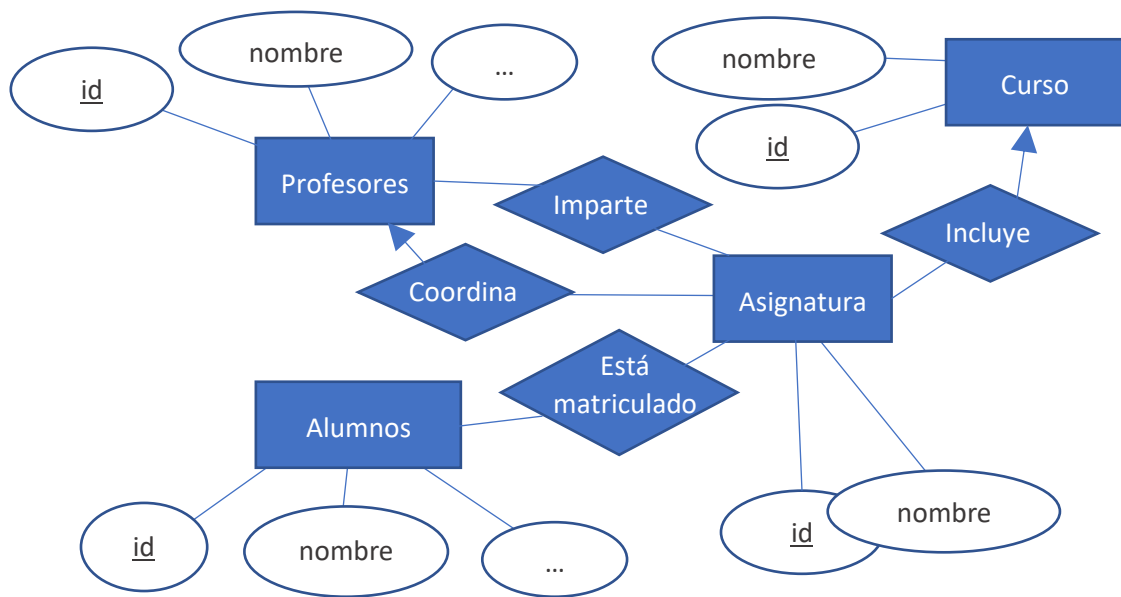 nombre
id
...
nombre
id
Curso
Profesores
Imparte
Incluye
Coordina
Asignatura
Está
matriculado
Alumnos
id
nombre
...
id
nombre